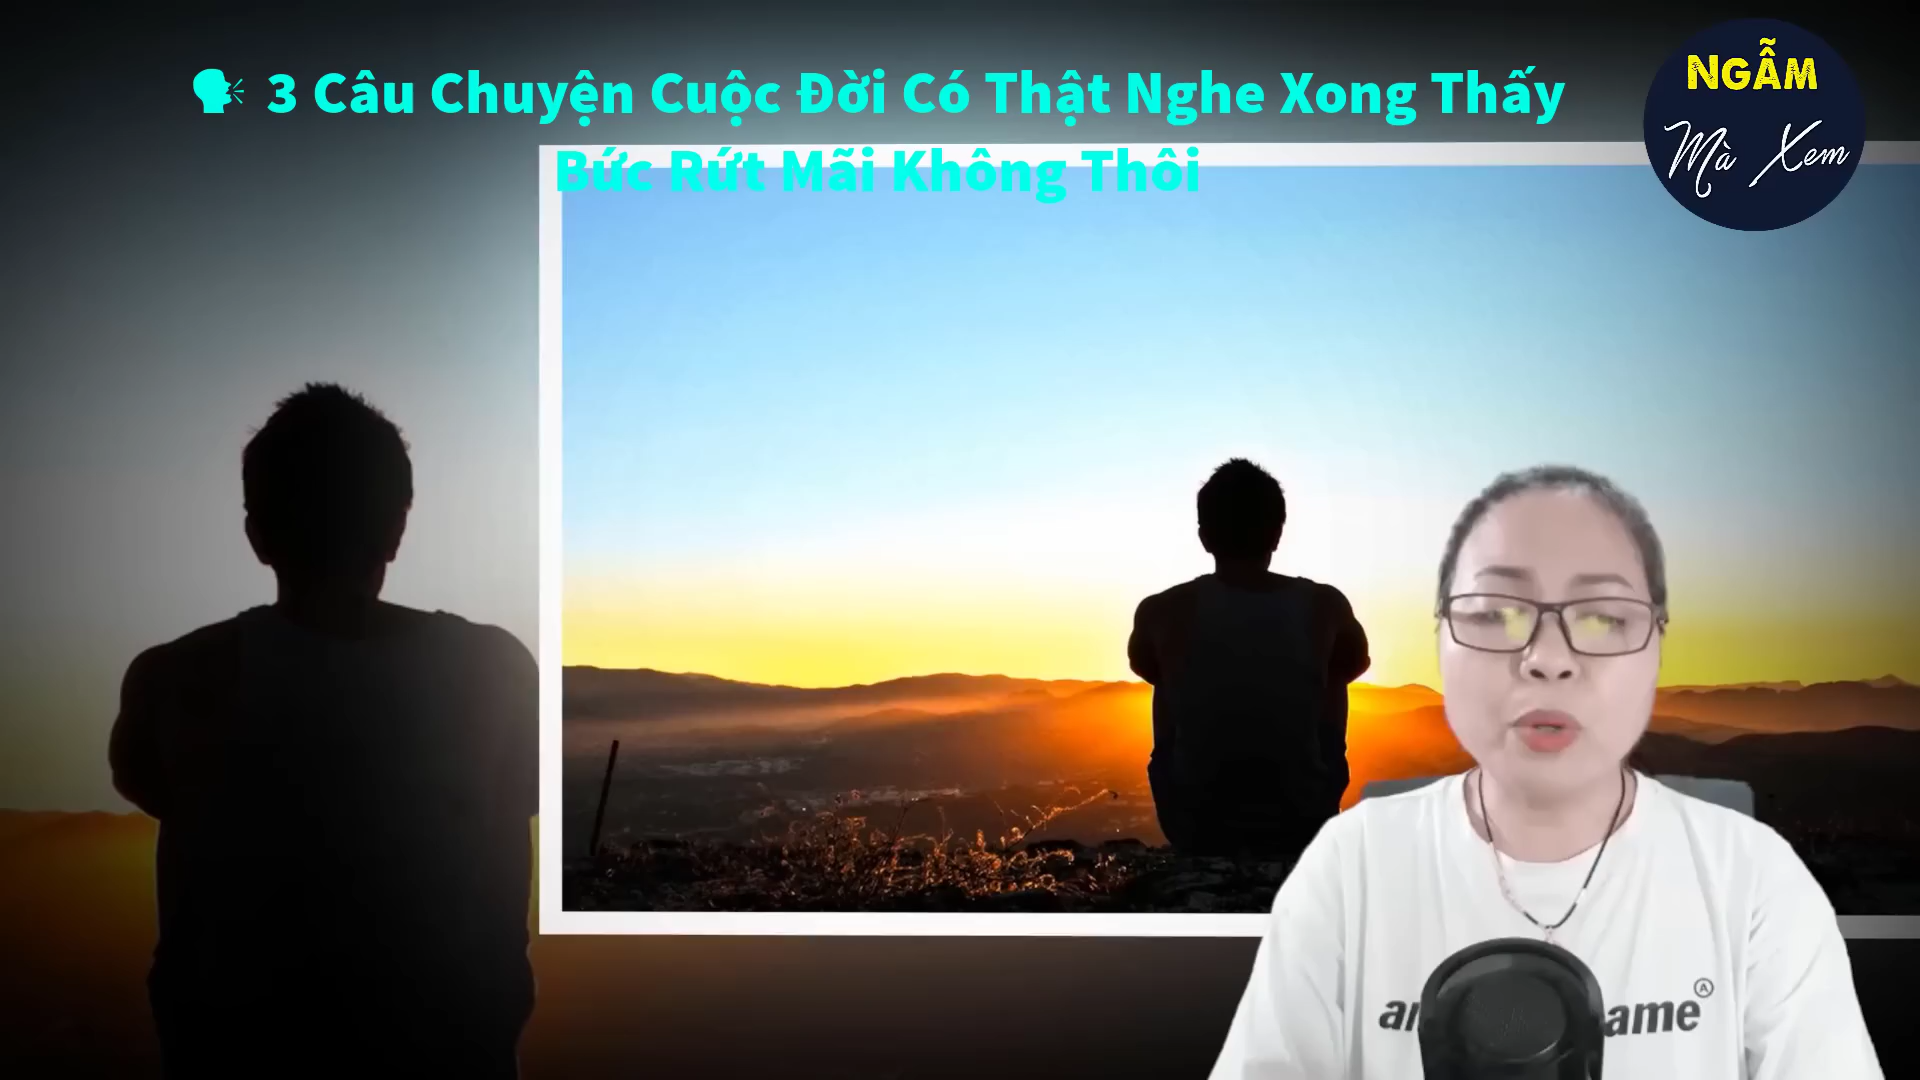 🗣 3 Câu Chuyện Cuộc Đời Có Thật Nghe Xong Thấy
Bức Rứt Mãi Không Thôi
NGẪM
Mà Xem
ame